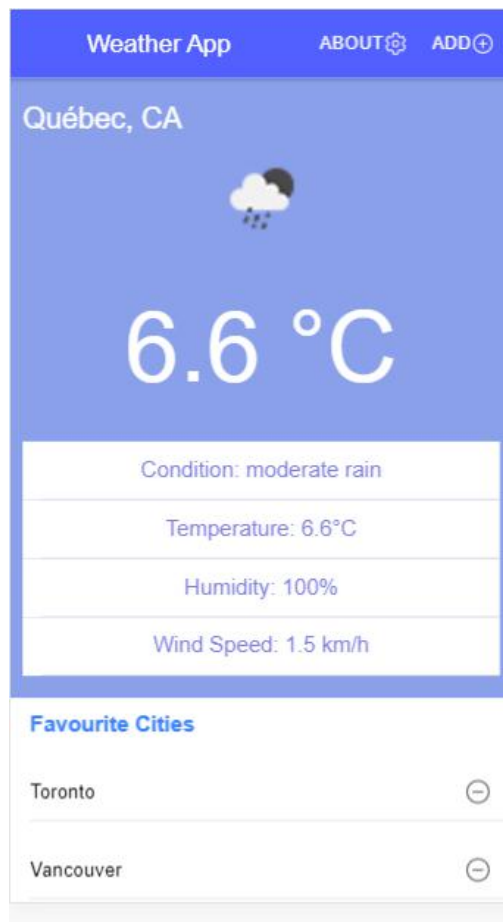 Weather App ABOUT ADD
Québec, CA
6.6 °C
Condition: moderate rain
Temperature: 6.6°C
Humidity: 100%
Wind Speed: 1.5 km/h
Favourite Cities
Toronto
Vancouver